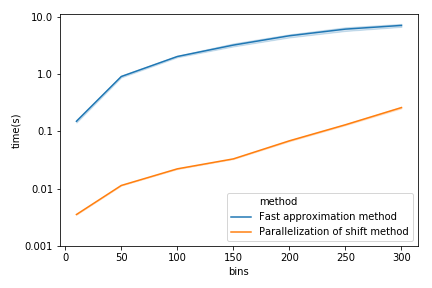 10.0
1.0
0.1
0.01
0.001
time(s)
0 50 100 150 200 250 300
bins
method
Fast approximation method
Parallelization of shift method